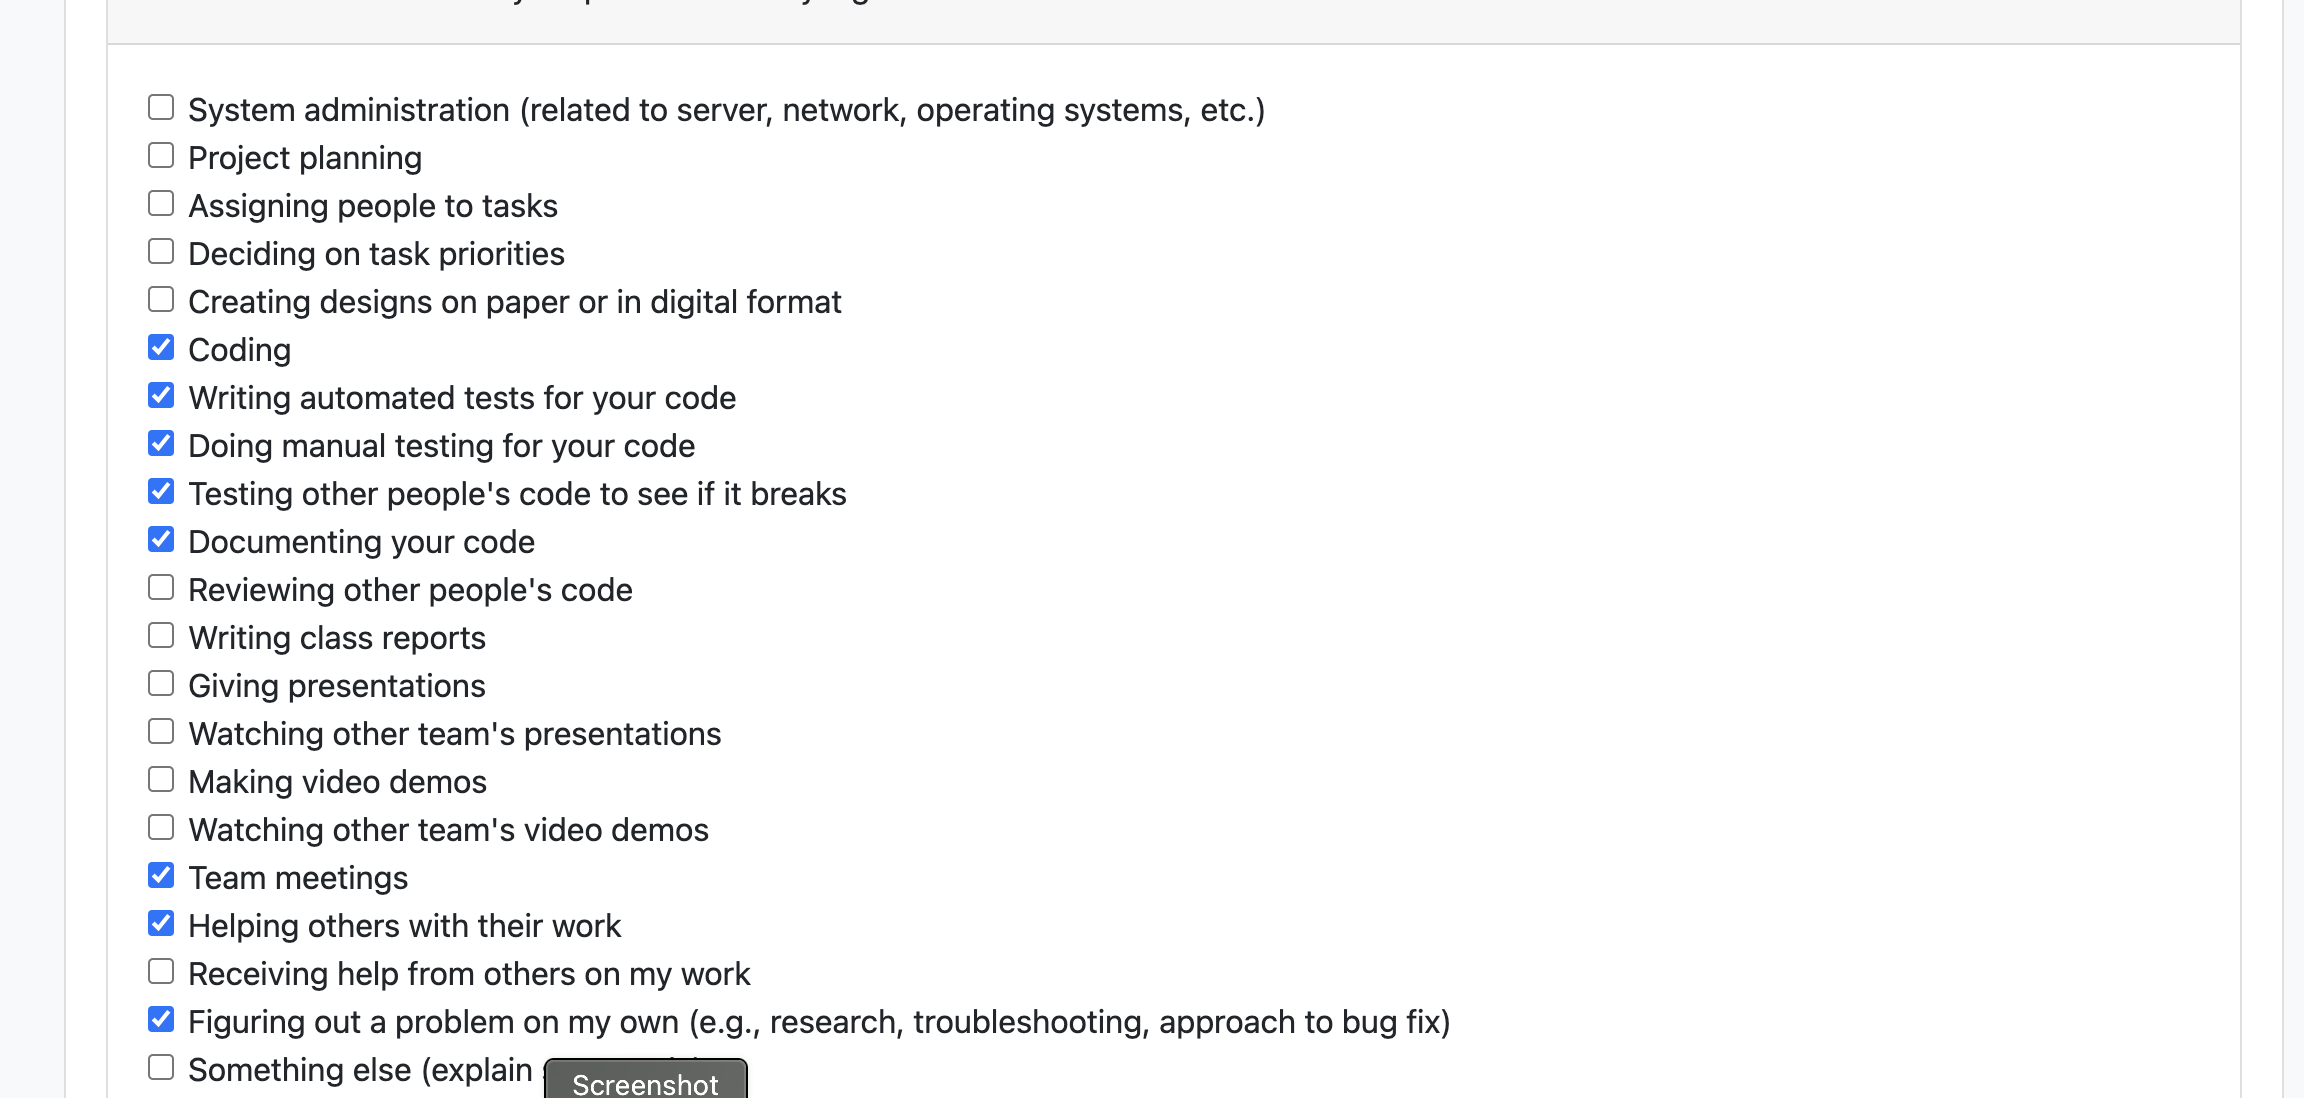 System administration (related to server, network, operating systems, etc.)
Project planning
Assigning people to tasks
Deciding on task priorities
Creating designs on paper or in digital format
Coding
Writing automated tests for your code
Doing manual testing for your code
Testing other people's code to see if it breaks
Documenting your code
Reviewing other people's code
Writing class reports
Giving presentations
Watching other team's presentations
Making video demos
Watching other team's video demos
Team meetings
Helping others with their work
Receiving help from others on my work
Figuring out a problem on my own (e.g., research, troubleshooting, approach to bug fix)
Something else (explain
Screenshot